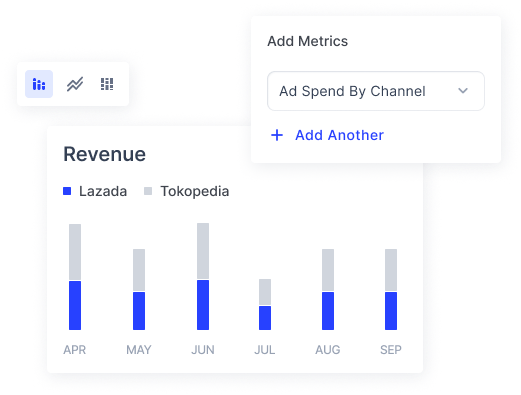 Add Metrics
Ad Spend By Channel
Add Another
Revenue
Lazada Tokopedia
APR MAY JUN JUL AUG SEP